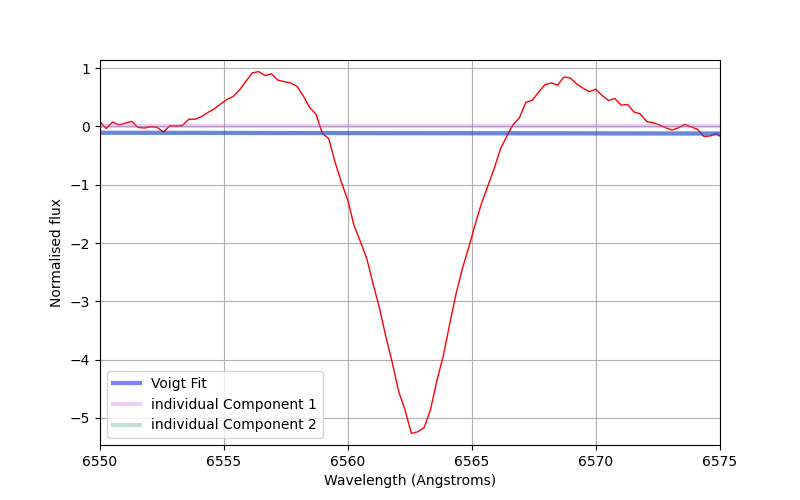 1
0
−1
−2
−3
−4
−5
Normalised flux
Voigt Fit
individual Component 1
individual Component 2
6550 6555 6560 6565 6570 6575
Wavelength (Angstroms)